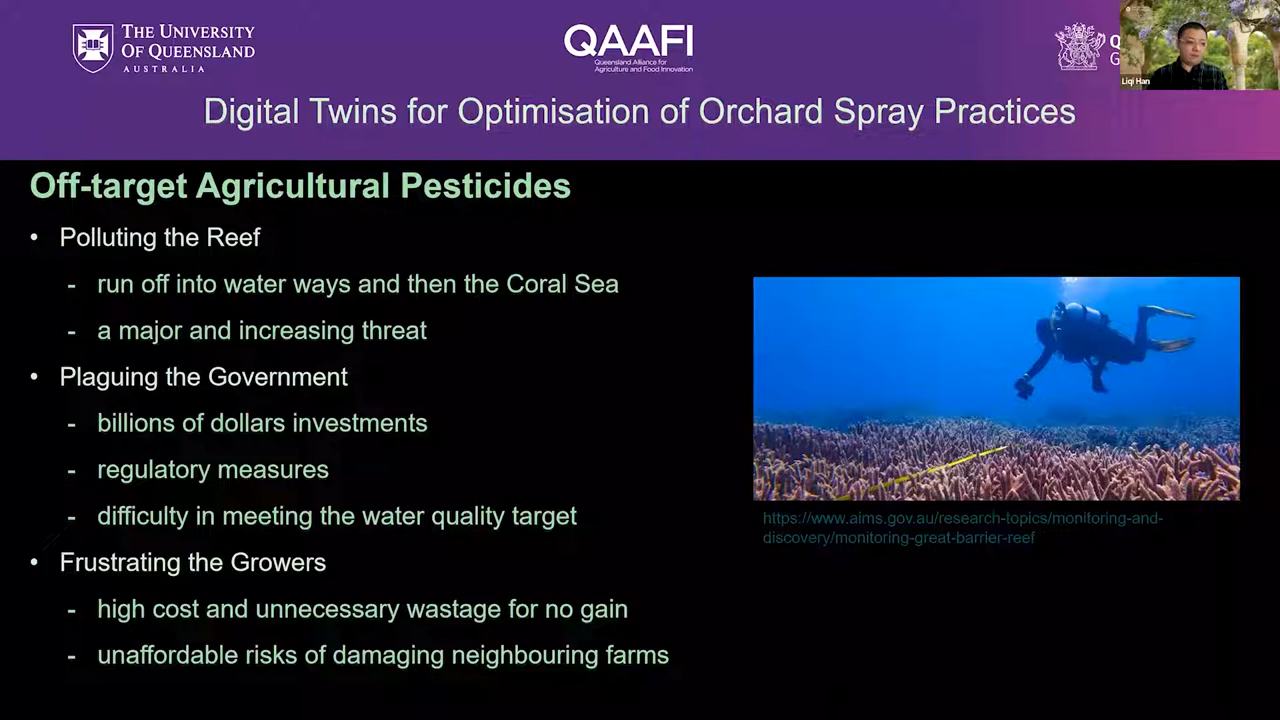 THE UNIVERSITY
OF QUEENSLAND
AUSTRALIA
QAAFI
Queensland Alliance for
Agriculture and Food Innovation
Q
G
Liqi Han
Digital Twins for Optimisation of Orchard Spray Practices
Off-target Agricultural Pesticides
• Polluting the Reef
- run off into water ways and then the Coral Sea
- a major and increasing threat
• Plaguing the Government
- billions of dollars investments
- regulatory measures
- difficulty in meeting the water quality target
• Frustrating the Growers
- high cost and unnecessary wastage for no gain
- unaffordable risks of damaging neighbouring farms
https://www.aims.gov.au/research-topics/monitoring-and-
discovery/monitoring-great-barrier-reef